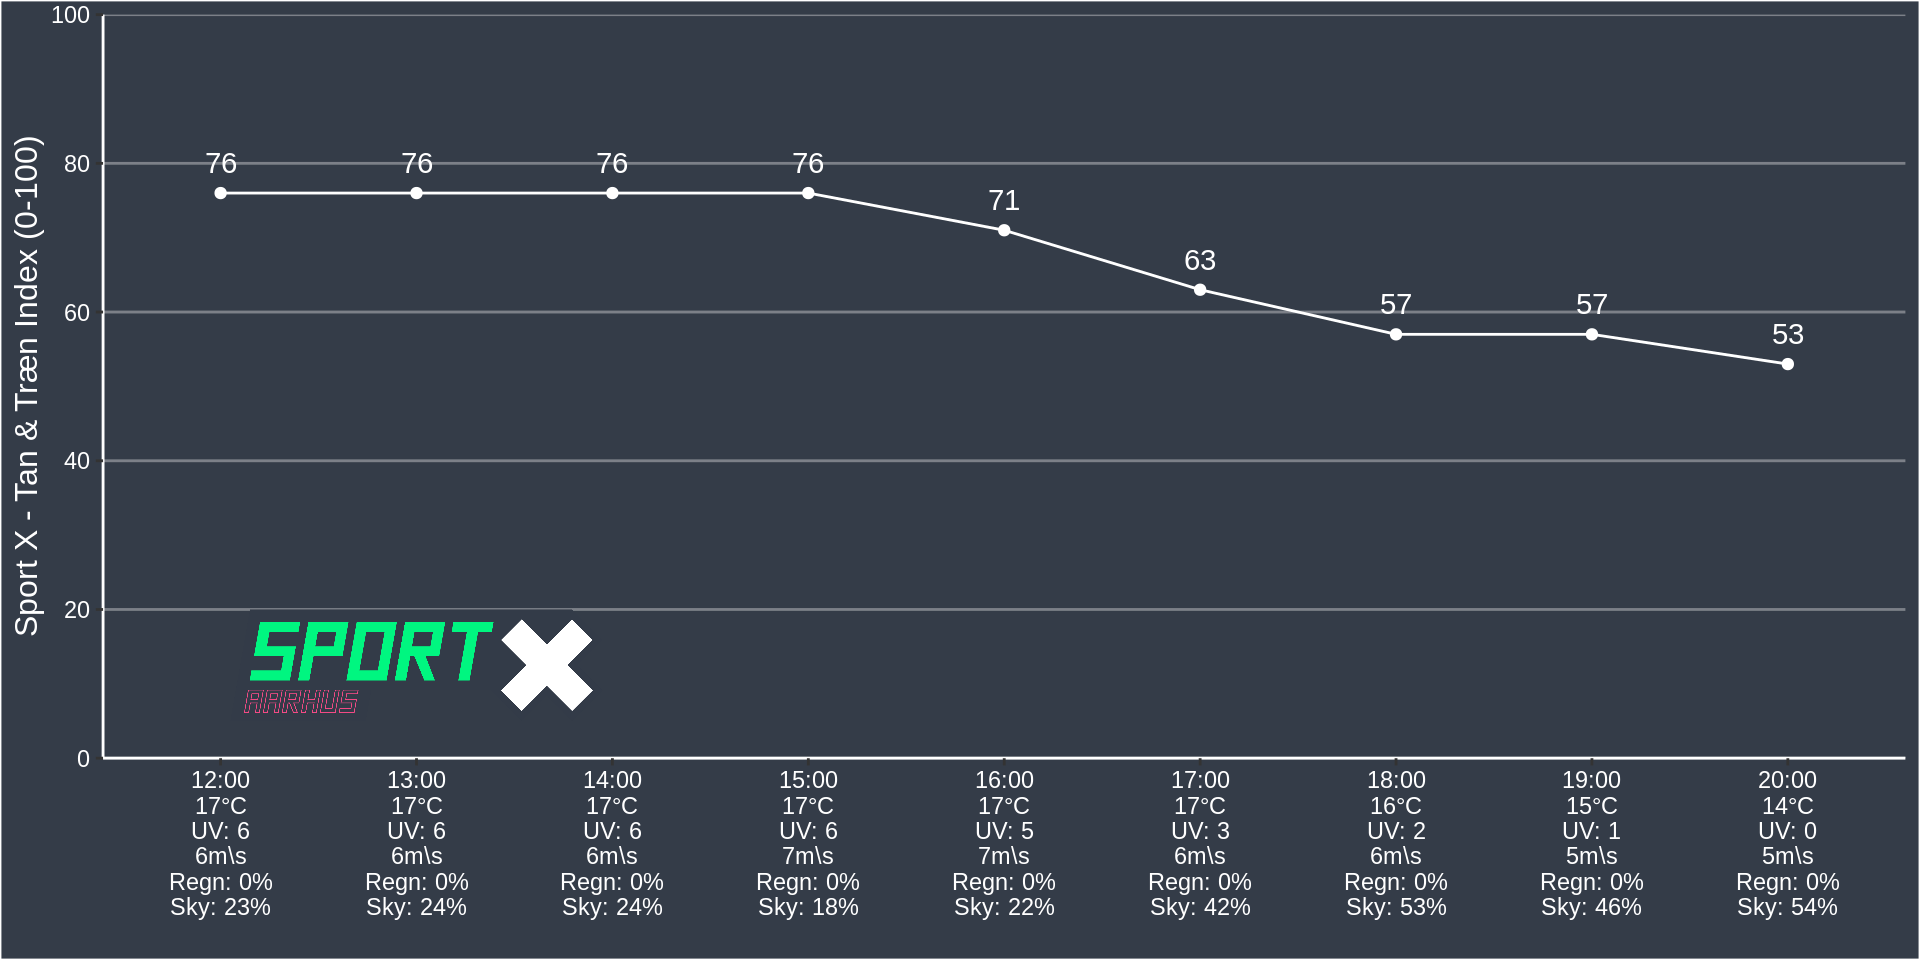 Sport X - Tan & Træn Index (0-100)
100
80
60
40
20
0
76 76 76 76 71 63 57 57 53
SPORT X
AARHUS
12:00 13:00 14:00 15:00 16:00 17:00 18:00 19:00 20:00
17°C 17°C 17°C 17°C 17°C 17°C 16°C 15°C 14°C
UV: 6 UV: 6 UV: 6 UV: 6 UV: 5 UV: 3 UV: 2 UV: 1 UV: 0
6m\s 6m\s 6m\s 7m\s 7m\s 6m\s 6m\s 5m\s 5m\s
Regn: 0% Regn: 0% Regn: 0% Regn: 0% Regn: 0% Regn: 0% Regn: 0% Regn: 0% Regn: 0%
Sky: 23% Sky: 24% Sky: 24% Sky: 18% Sky: 22% Sky: 42% Sky: 53% Sky: 46% Sky: 54%